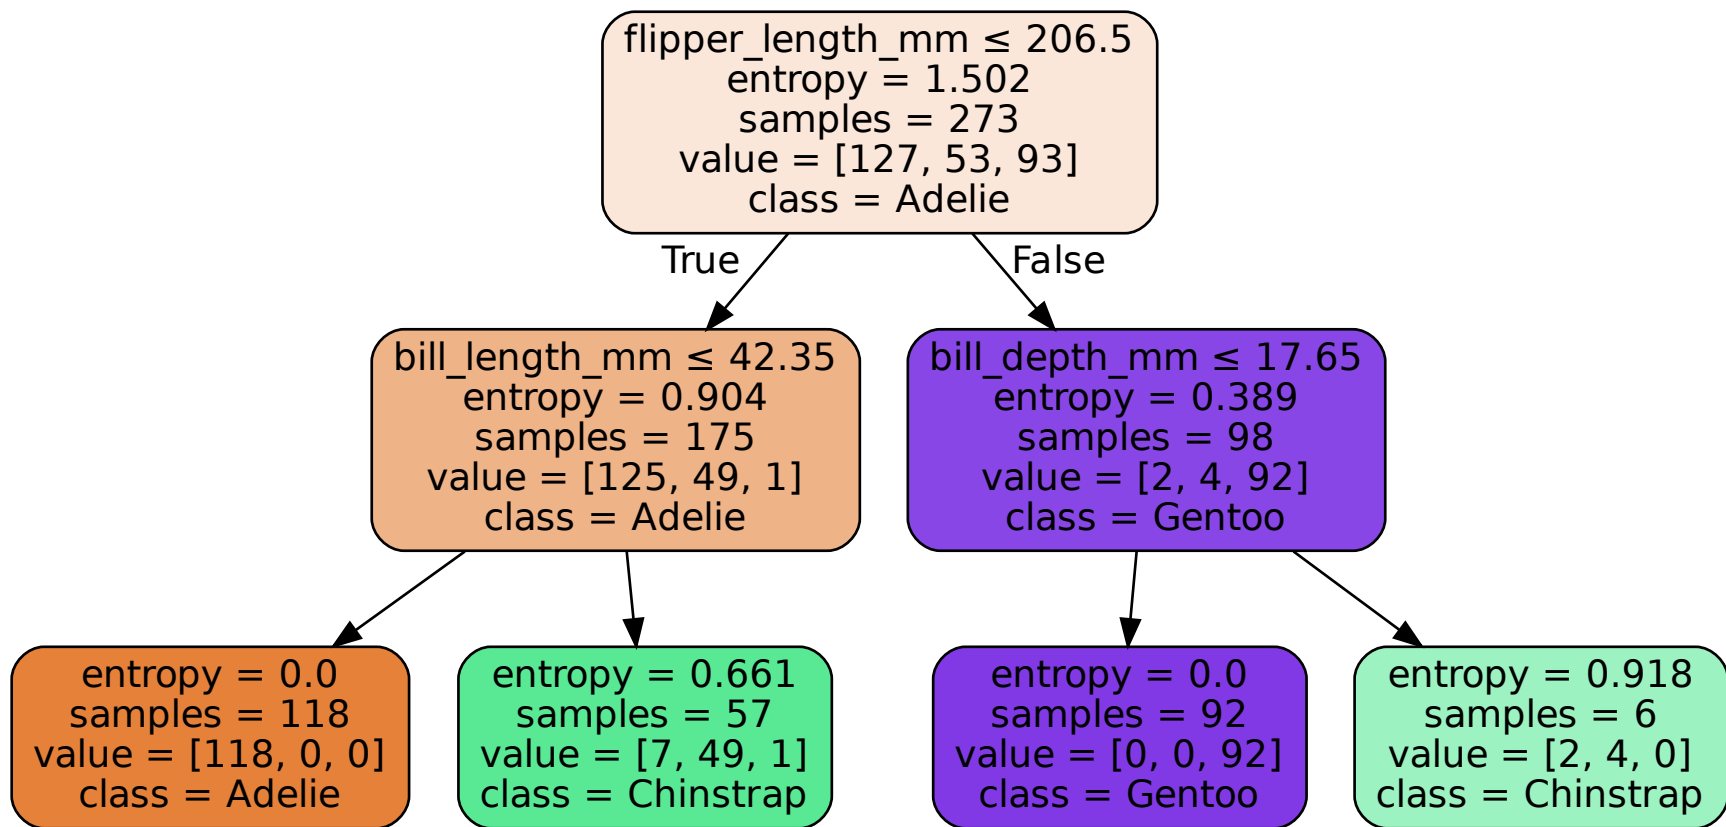 flipper_length_mm ≤ 206.5
entropy = 1.502
samples = 273
value = [127, 53, 93]
class = Adelie
True
False
bill_length_mm ≤ 42.35
entropy = 0.904
samples = 175
value = [125, 49, 1]
class = Adelie
bill_depth_mm ≤ 17.65
entropy = 0.389
samples = 98
value = [2, 4, 92]
class = Gentoo
entropy = 0.0
samples = 118
value = [118, 0, 0]
class = Adelie
entropy = 0.661
samples = 57
value = [7, 49, 1]
class = Chinstrap
entropy = 0.0
samples = 92
value = [0, 0, 92]
class = Gentoo
entropy = 0.918
samples = 6
value = [2, 4, 0]
class = Chinstrap